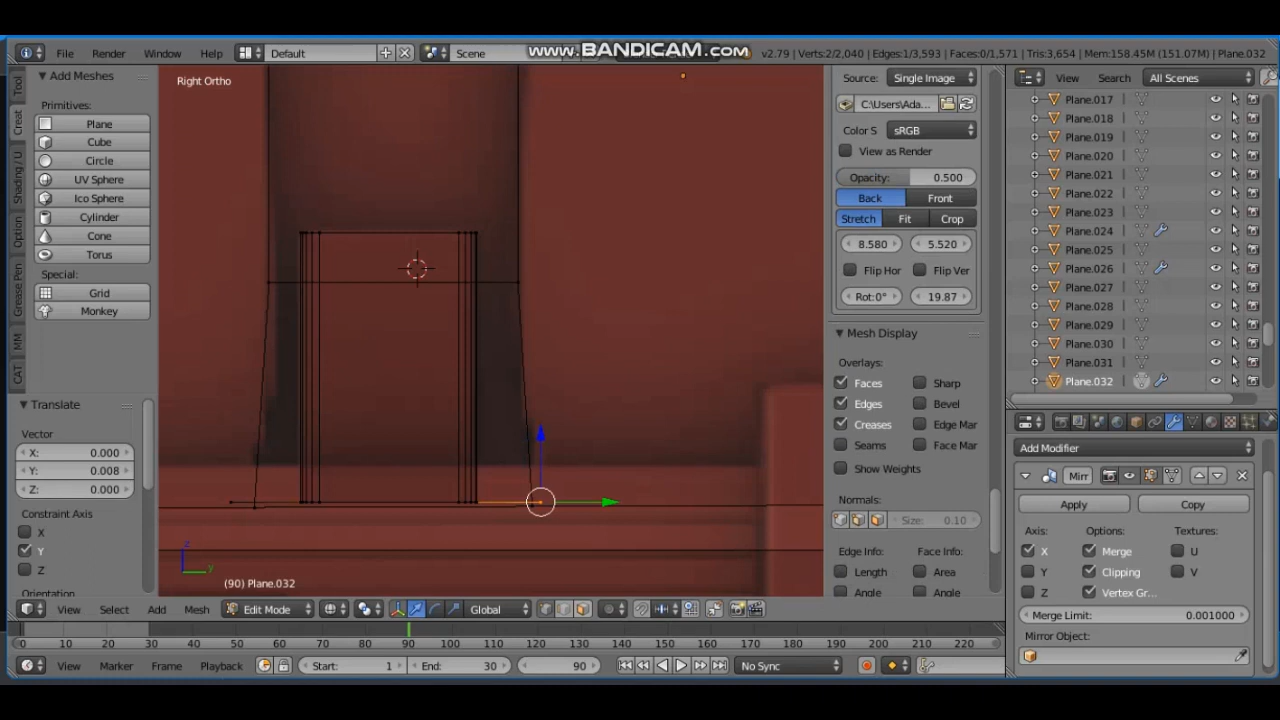 www.BANDICAM.com
File Render Window Help Default Scene v2.79 | Verts:2/2,040 | Edges:1/3,593 | Faces:0/1,571 | Tris:3,654 | Mem:158.45M (151.07M) | Plane.032
Tool
Creat
Shading / U
Option
Grease Pen
MM
CAT
Add Meshes
Primitives:
Plane
Cube
Circle
UV Sphere
Ico Sphere
Cylinder
Cone
Torus
Special:
Grid
Monkey
Translate
Vector
X: 0.000
Y: 0.008
Z: 0.000
Constraint Axis
X
Y
Z
Orientation
Right Ortho
z
y
(90) Plane.032
Source: Single Image
C:\Users\Ada...
Color S sRGB
View as Render
Opacity: 0.500
Back Front
Stretch Fit Crop
8.580 5.520
Flip Hor Flip Ver
Rot:0° 19.87
Mesh Display
Overlays:
Faces Sharp
Edges Bevel
Creases Edge Mar
Seams Face Mar
Show Weights
Normals:
Size: 0.10
Edge Info: Face Info:
Length Area
Angle Angle
View Search All Scenes
Plane.017
Plane.018
Plane.019
Plane.020
Plane.021
Plane.022
Plane.023
Plane.024
Plane.025
Plane.026
Plane.027
Plane.028
Plane.029
Plane.030
Plane.031
Plane.032
Add Modifier
Mirr
Apply Copy
Axis: Options: Textures:
X Merge U
Y Clipping V
Z Vertex Gr...
Merge Limit: 0.001000
Mirror Object:
View Select Add Mesh Edit Mode Global
0 10 20 30 40 50 60 70 80 90 100 110 120 130 140 150 160 170 180 190 200 210 220
View Marker Frame Playback Start: 1 End: 30 90 No Sync